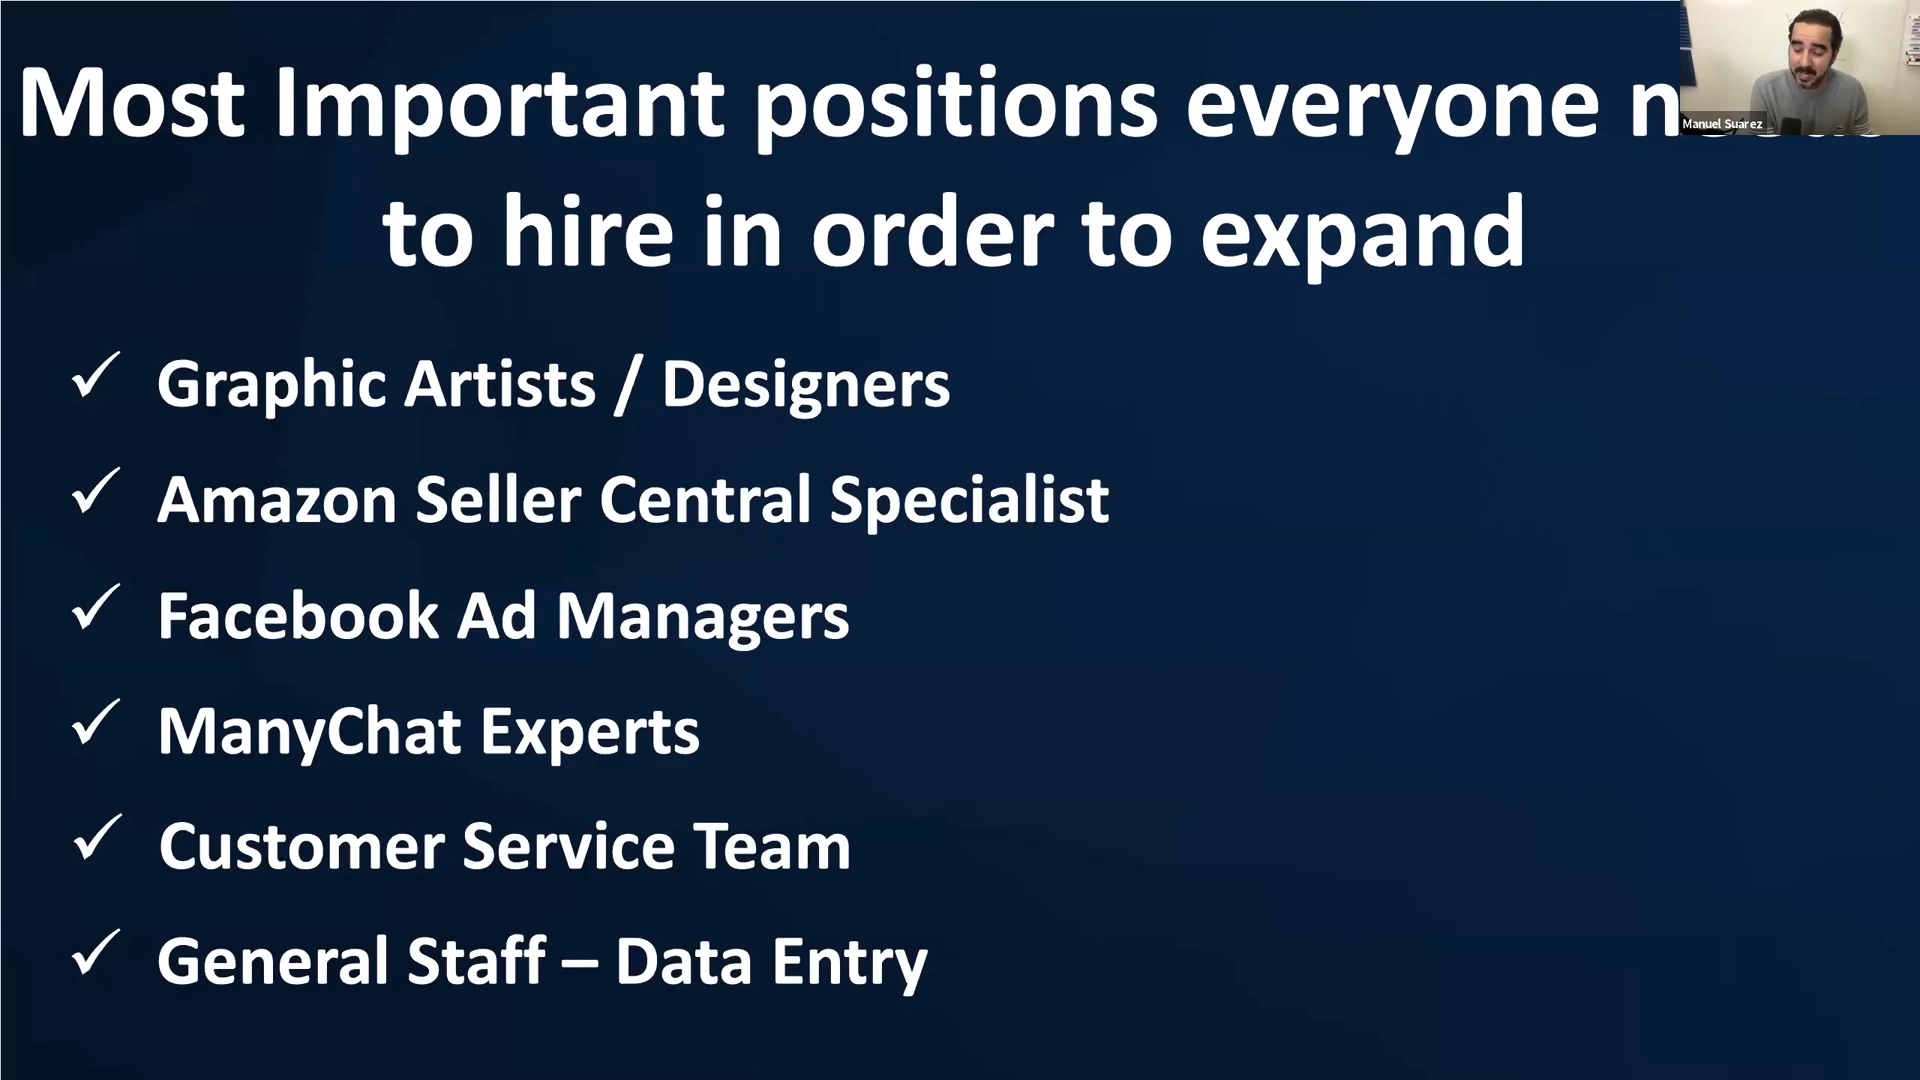 Most Important positions everyone
to hire in order to expand
Manuel Suarez
✓ Graphic Artists / Designers
✓ Amazon Seller Central Specialist
✓ Facebook Ad Managers
✓ ManyChat Experts
✓ Customer Service Team
✓ General Staff – Data Entry